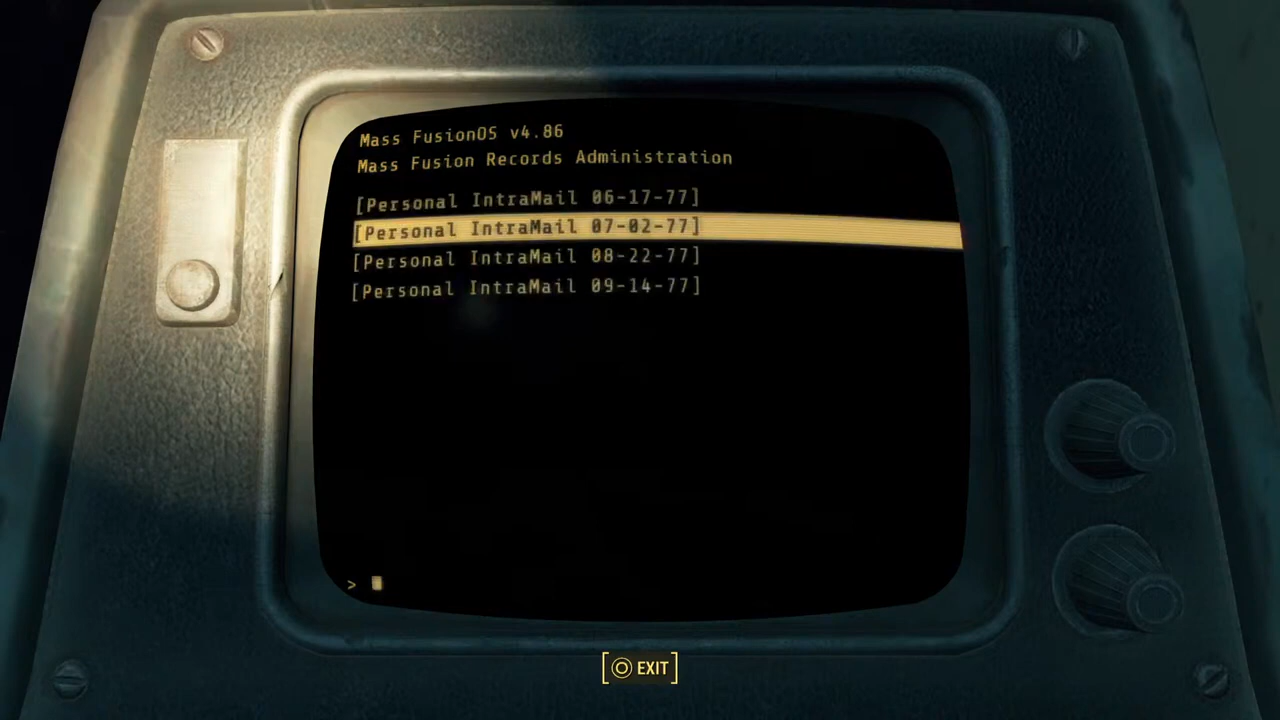 Mass FusionOS v4.86
Mass Fusion Records Administration
[Personal IntraMail 06-17-77]
[Personal IntraMail 07-02-77]
[Personal IntraMail 08-22-77]
[Personal IntraMail 09-14-77]
>
[EXIT]